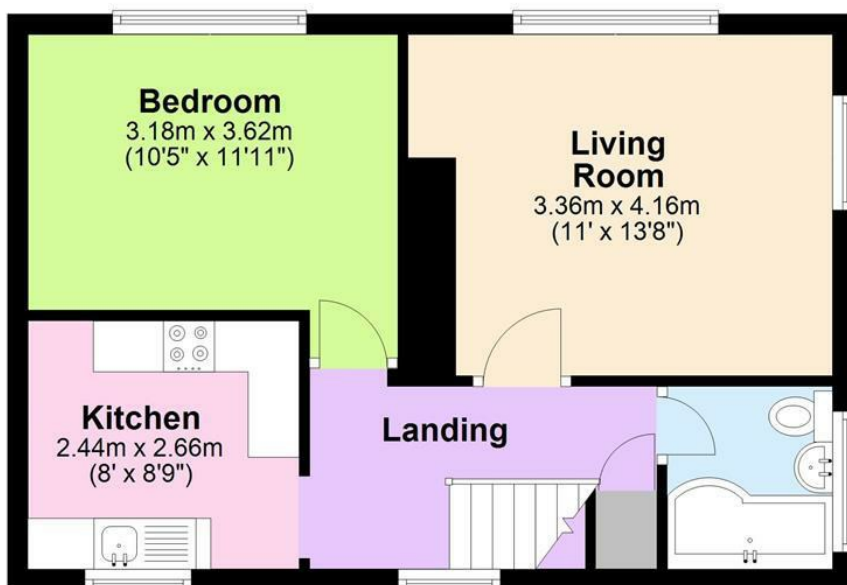 Bedroom
3.18m x 3.62m
(10'5" x 11'11")
Living
Room
3.36m x 4.16m
(11' x 13'8")
Kitchen
2.44m x 2.66m
(8' x 8'9")
Landing